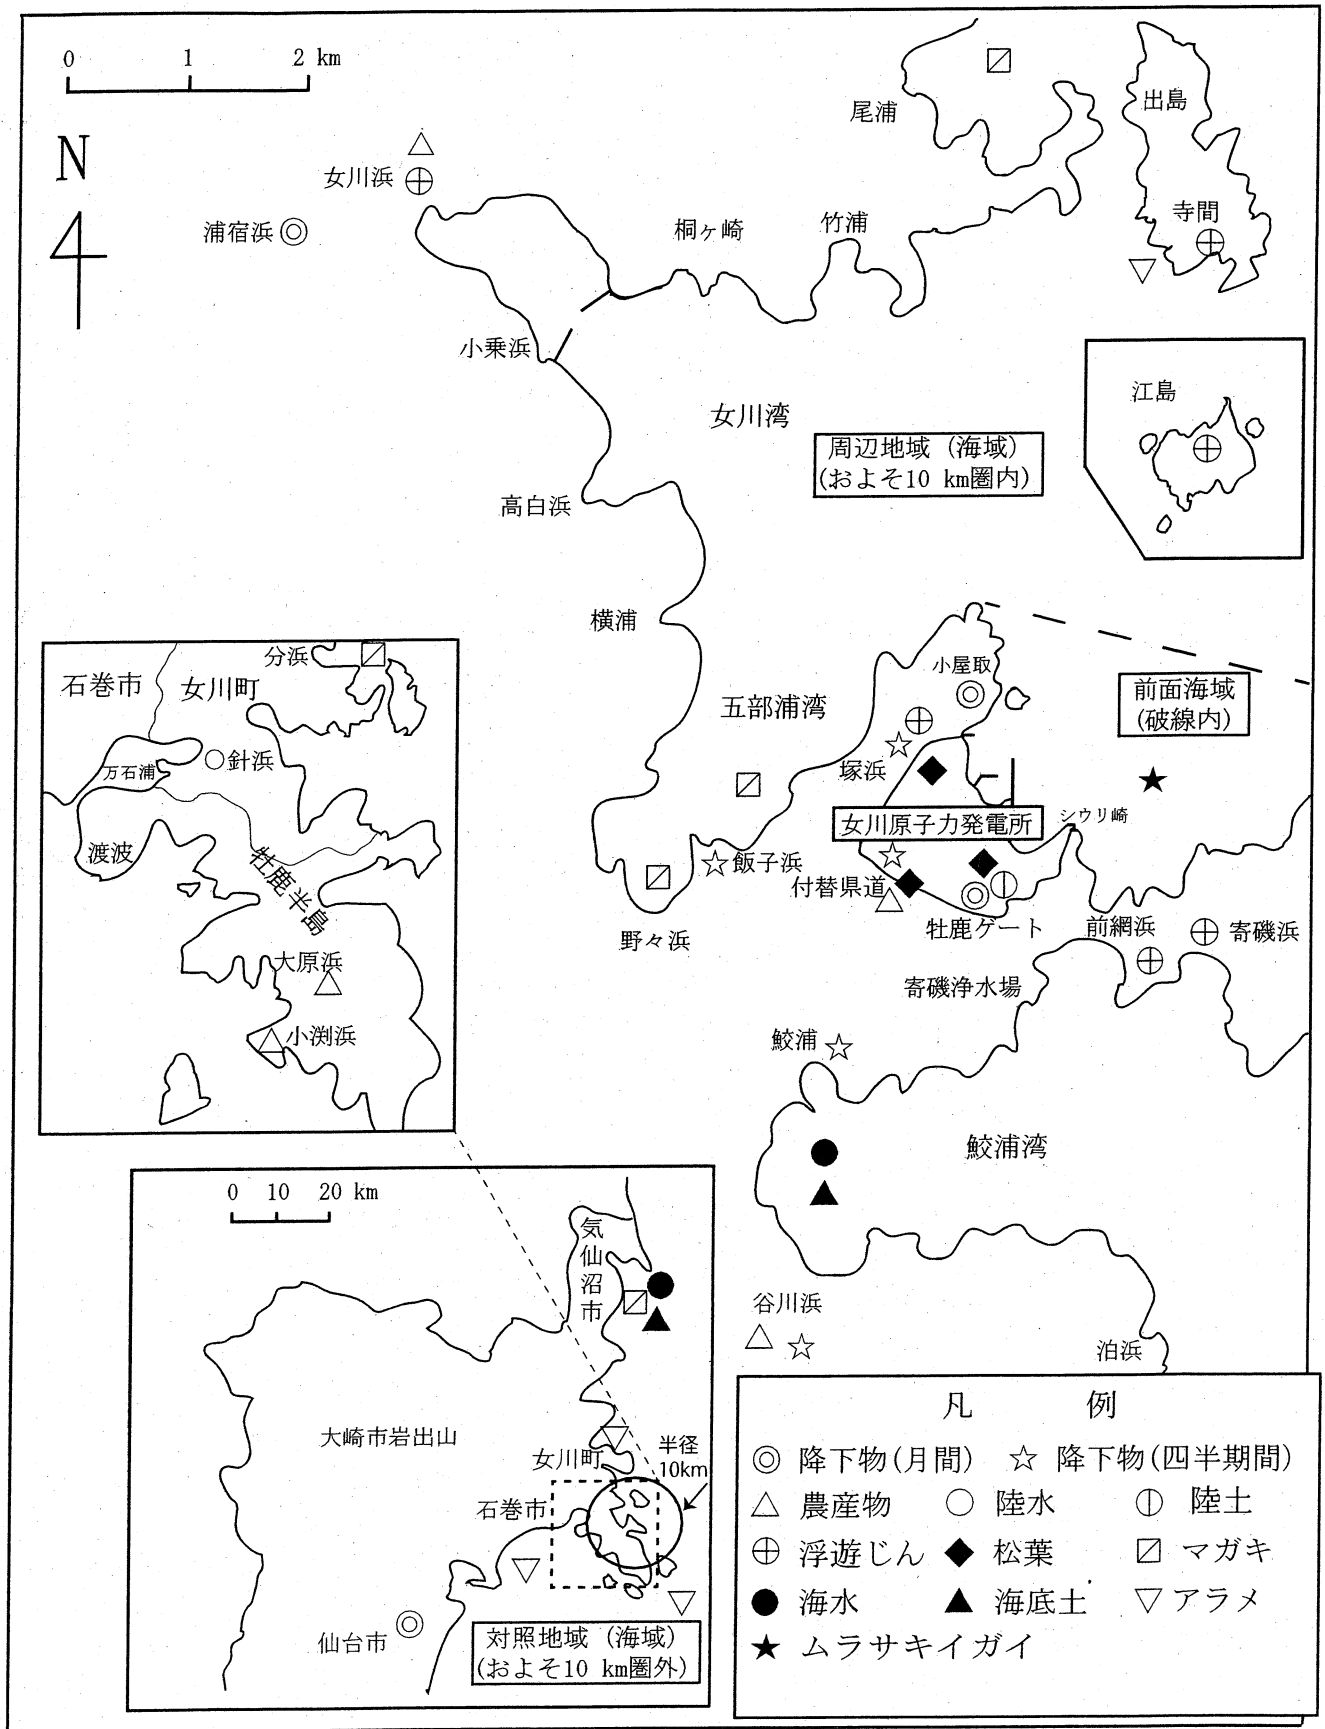 0 1 2 km
N
尾浦
出島
女川浜
浦宿浜
寺間
桐ヶ崎
竹浦
小乗浜
女川湾
江島
周辺地域（海域）
(およそ10 km圏内)
高白浜
横浦
小屋取
五部浦湾
前面海域
(破線内)
塚浜
女川原子力発電所
シウリ崎
飯子浜
付替県道
野々浜
牡鹿ゲート
前網浜
寄磯浜
寄磯浄水場
鮫浦
鮫浦湾
谷川浜
泊浜
分浜
石巻市
女川町
万石浦
針浜
渡波
牡鹿半島
大原浜
小渕浜
0 10 20 km
気仙沼市
大崎市岩出山
女川町
半径
10km
石巻市
仙台市
対照地域（海域）
(およそ10 km圏外)
凡 例
降下物(月間) 降下物(四半期間)
農産物 陸水 陸土
浮遊じん 松葉 マガキ
海水 海底土 アラメ
ムラサキイガイ